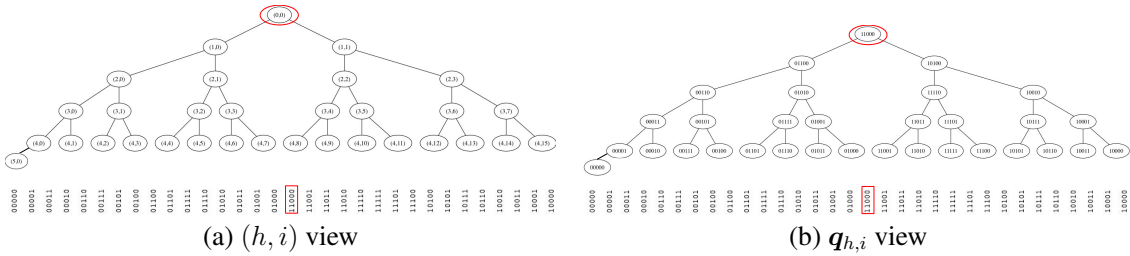 (0,0)
(1,0) (1,1)
(2,0) (2,1) (2,2) (2,3)
(3,0) (3,1) (3,2) (3,3) (3,4) (3,5) (3,6) (3,7)
(4,0) (4,1) (4,2) (4,3) (4,4) (4,5) (4,6) (4,7) (4,8) (4,9) (4,10) (4,11) (4,12) (4,13) (4,14) (4,15)
(5,0)
00000 00001 00011 00010 00110 00111 00101 00100 01100 01101 01111 01110 01010 01011 01001 01000 11000 11001 11011 11010 11110 11111 11101 11100 10100 10101 10111 10110 10010 10011 10001 10000
(a) (h, i) view
11000
01100 10100
00110 01010 11110 10010
00011 00101 01111 01001 11011 11101 10111 10001
00001 00010 00111 00100 01101 01110 01011 01000 11001 11010 11111 11100 10101 10110 10011 10000
00000
00000 00001 00011 00010 00110 00111 00101 00100 01100 01101 01111 01110 01010 01011 01001 01000 11000 11001 11011 11010 11110 11111 11101 11100 10100 10101 10111 10110 10010 10011 10001 10000
(b) q_{h,i} view